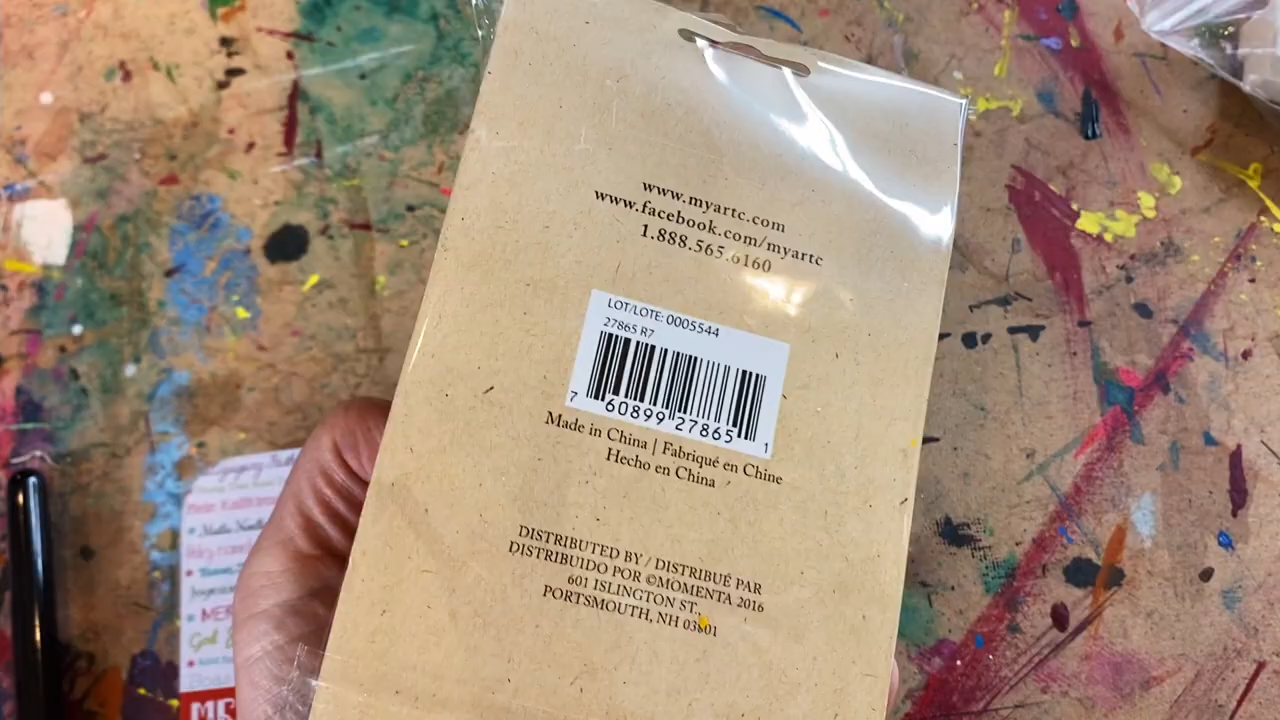 www.myartc.com
www.facebook.com/myartc
1.888.565.6160
LOT/LOTE: 0005544
27865 R7
7 60899 27865 1
Made in China | Fabriqué en Chine
Hecho en China
DISTRIBUTED BY / DISTRIBUÉ PAR
DISTRIBUIDO POR ©MOMENTA 2016
601 ISLINGTON ST.,
PORTSMOUTH, NH 03801